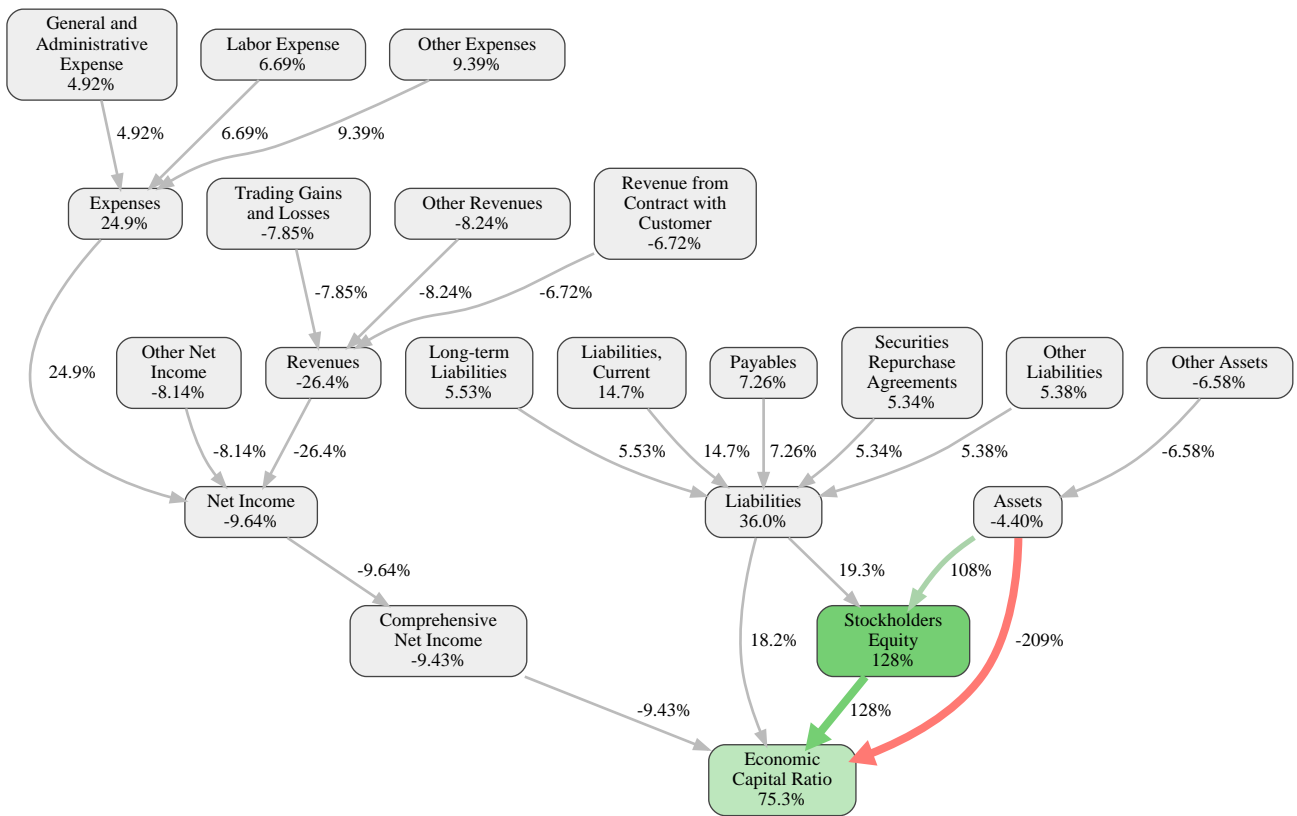 General and
Administrative
Expense
4.92%
Labor Expense
6.69%
Other Expenses
9.39%
4.92%
6.69%
9.39%
Expenses
24.9%
Trading Gains
and Losses
-7.85%
Other Revenues
-8.24%
Revenue from
Contract with
Customer
-6.72%
-7.85%
-8.24%
-6.72%
24.9%
Other Net
Income
-8.14%
Revenues
-26.4%
Long-term
Liabilities
5.53%
Liabilities,
Current
14.7%
Payables
7.26%
Securities
Repurchase
Agreements
5.34%
Other
Liabilities
5.38%
Other Assets
-6.58%
-8.14%
-26.4%
5.53%
14.7%
7.26%
5.34%
5.38%
-6.58%
Net Income
-9.64%
Liabilities
36.0%
Assets
-4.40%
-9.64%
19.3%
108%
Comprehensive
Net Income
-9.43%
18.2%
Stockholders
Equity
128%
-209%
-9.43%
128%
Economic
Capital Ratio
75.3%